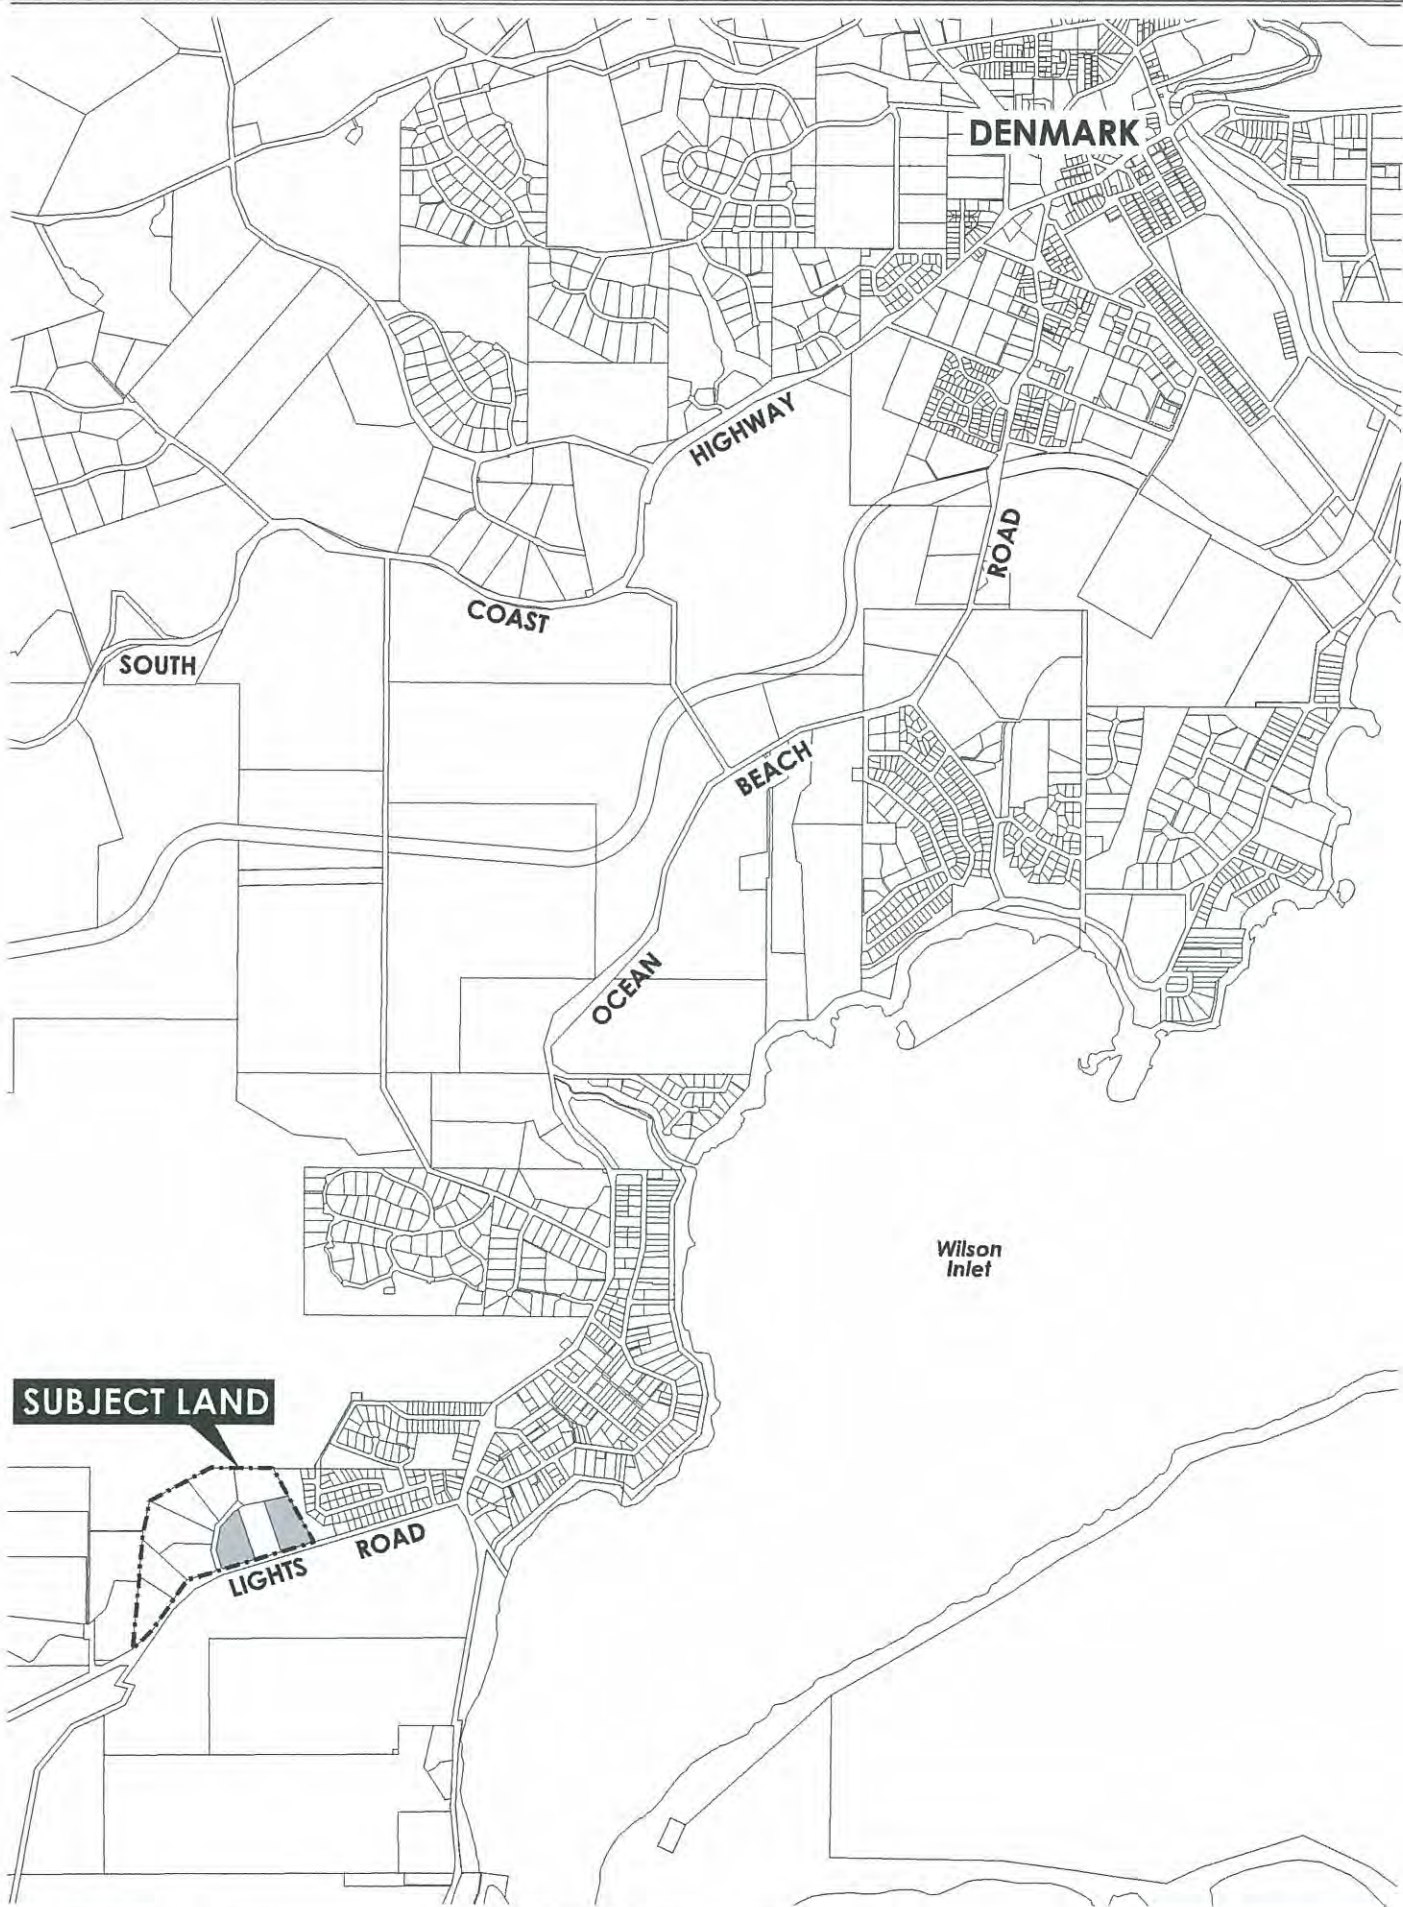 DENMARK
HIGHWAY
ROAD
COAST
SOUTH
BEACH
OCEAN
Wilson
Inlet
SUBJECT LAND
ROAD
LIGHTS